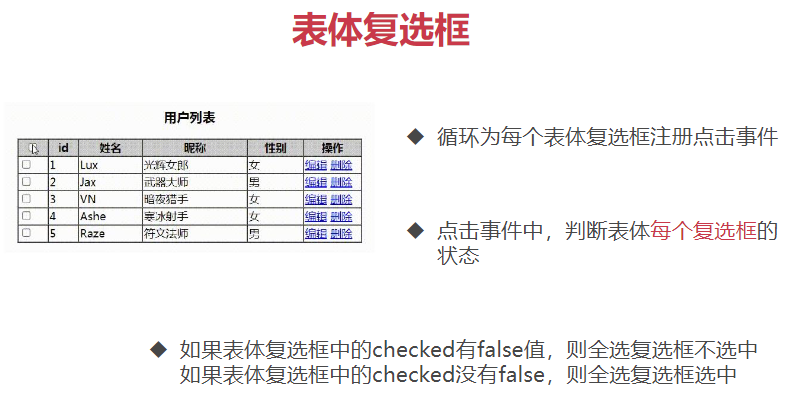 表体复选框
用户列表
id 姓名 昵称 性别 操作
1 Lux 光辉女郎 女 编辑 删除
2 Jax 武器大师 男 编辑 删除
3 VN 暗夜猎手 女 编辑 删除
4 Ashe 寒冰射手 女 编辑 删除
5 Raze 符文法师 男 编辑 删除
◆ 循环为每个表体复选框注册点击事件
◆ 点击事件中，判断表体每个复选框的
状态
◆ 如果表体复选框中的checked有false值，则全选复选框不选中
如果表体复选框中的checked没有false，则全选复选框选中